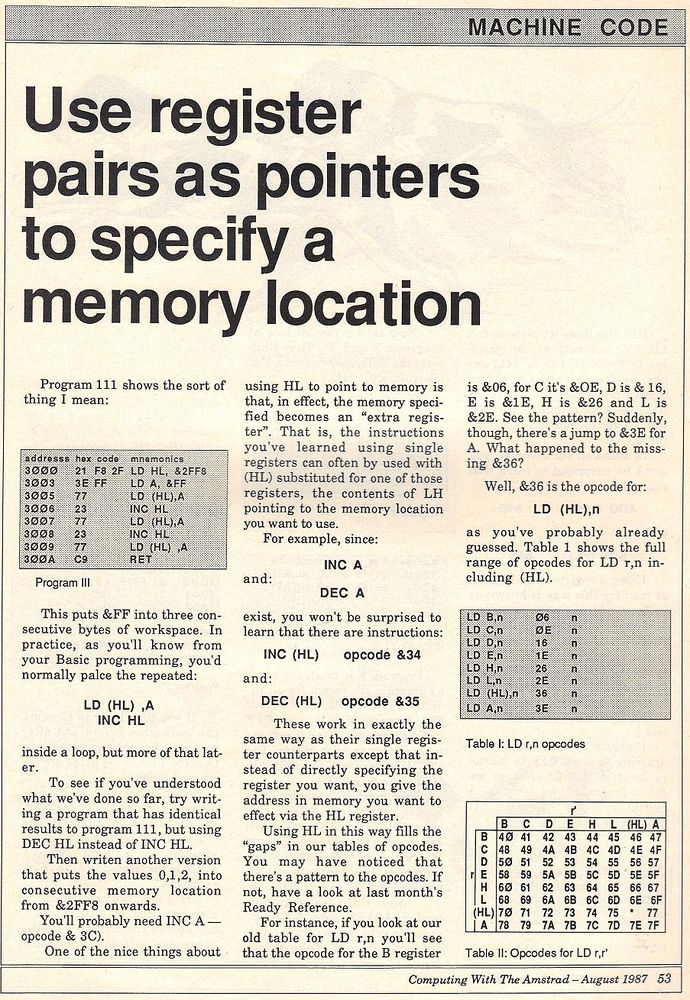 MACHINE CODE
Use register
pairs as pointers
to specify a
memory location
Program 111 shows the sort of
thing I mean:
addresss hex code mnemonics
3000 21 F8 2F LD HL, &2FF8
3003 3E FF LD A, &FF
3005 77 LD (HL),A
3006 23 INC HL
3007 77 LD (HL),A
3008 23 INC HL
3009 77 LD (HL) ,A
300A C9 RET
Program III
This puts &FF into three con-
secutive bytes of workspace. In
practice, as you'll know from
your Basic programming, you'd
normally palce the repeated:
LD (HL) ,A
INC HL
inside a loop, but more of that lat-
er.
To see if you've understood
what we've done so far, try writ-
ing a program that has identical
results to program 111, but using
DEC HL instead of INC HL.
Then writen another version
that puts the values 0,1,2, into
consecutive memory location
from &2FF8 onwards.
You'll probably need INC A —
opcode & 3C).
One of the nice things about
using HL to point to memory is
that, in effect, the memory speci-
fied becomes an “extra regis-
ter”. That is, the instructions
you've learned using single
registers can often by used with
(HL) substituted for one of those
registers, the contents of LH
pointing to the memory location
you want to use.
For example, since:
INC A
and:
DEC A
exist, you won't be surprised to
learn that there are instructions:
INC (HL) opcode &34
and:
DEC (HL) opcode &35
These work in exactly the
same way as their single regis-
ter counterparts except that in-
stead of directly specifying the
register you want, you give the
address in memory you want to
effect via the HL register.
Using HL in this way fills the
“gaps” in our tables of opcodes.
You may have noticed that
there's a pattern to the opcodes. If
not, have a look at last month's
Ready Reference.
For instance, if you look at our
old table for LD r,n you'll see
that the opcode for the B register
is &06, for C it's &OE, D is & 16,
E is &1E, H is &26 and L is
&2E. See the pattern? Suddenly,
though, there's a jump to &3E for
A. What happened to the miss-
ing &36?
Well, &36 is the opcode for:
LD (HL),n
as you've probably already
guessed. Table 1 shows the full
range of opcodes for LD r,n in-
cluding (HL).
LD B,n Ø6 n
LD C,n ØE n
LD D,n 16 n
LD E,n 1E n
LD H,n 26 n
LD L,n 2E n
LD (HL),n 36 n
LD A,n 3E n
Table I: LD r,n opcodes
r'
B C D E H L (HL) A
B 4Ø 41 42 43 44 45 46 47
C 48 49 4A 4B 4C 4D 4E 4F
D 5Ø 51 52 53 54 55 56 57
r E 58 59 5A 5B 5C 5D 5E 5F
H 6Ø 61 62 63 64 65 66 67
L 68 69 6A 6B 6C 6D 6E 6F
(HL) 7Ø 71 72 73 74 75 * 77
A 78 79 7A 7B 7C 7D 7E 7F
Table II: Opcodes for LD r,r'
Computing With The Amstrad – August 1987 53